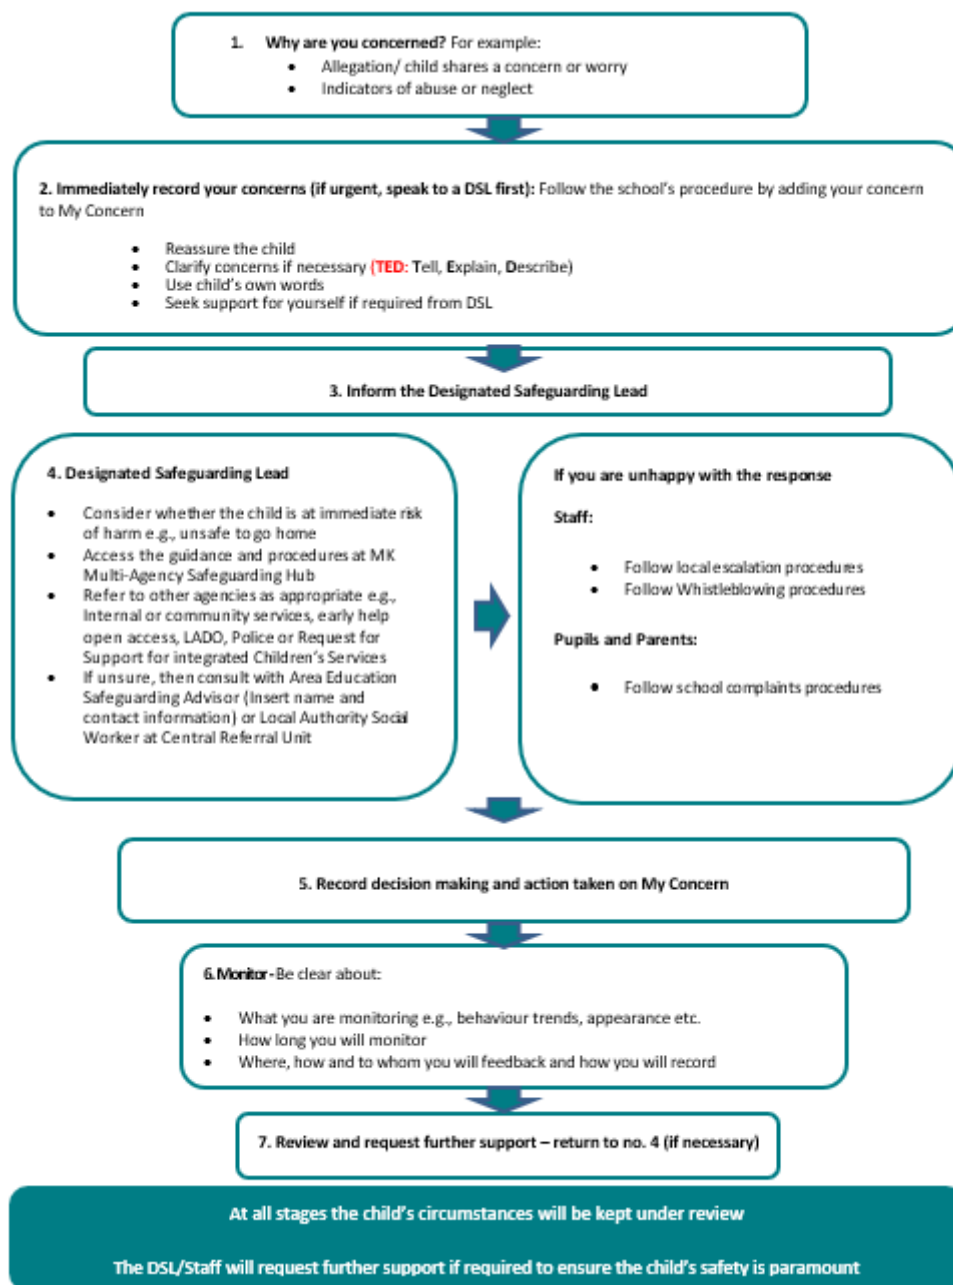 1. Why are you concerned? For example:
• Allegation/ child shares a concern or worry
• Indicators of abuse or neglect
2. Immediately record your concerns (if urgent, speak to a DSL first): Follow the school's procedure by adding your concern
to My Concern
• Reassure the child
• Clarify concerns if necessary (TED: Tell, Explain, Describe)
• Use child's own words
• Seek support for yourself if required from DSL
3. Inform the Designated Safeguarding Lead
4. Designated Safeguarding Lead
• Consider whether the child is at immediate risk
of harm e.g., unsafe to go home
• Access the guidance and procedures at MK
Multi-Agency Safeguarding Hub
• Refer to other agencies as appropriate e.g.,
Internal or community services, early help
open access, LADO, Police or Request for
Support for integrated Children's Services
• If unsure, then consult with Area Education
Safeguarding Advisor (Insert name and
contact information) or Local Authority Social
Worker at Central Referral Unit
If you are unhappy with the response
Staff:
• Follow local escalation procedures
• Follow Whistleblowing procedures
Pupils and Parents:
• Follow school complaints procedures
5. Record decision making and action taken on My Concern
6. Monitor - Be clear about:
• What you are monitoring e.g., behaviour trends, appearance etc.
• How long you will monitor
• Where, how and to whom you will feedback and how you will record
7. Review and request further support – return to no. 4 (if necessary)
At all stages the child's circumstances will be kept under review
The DSL/Staff will request further support if required to ensure the child's safety is paramount